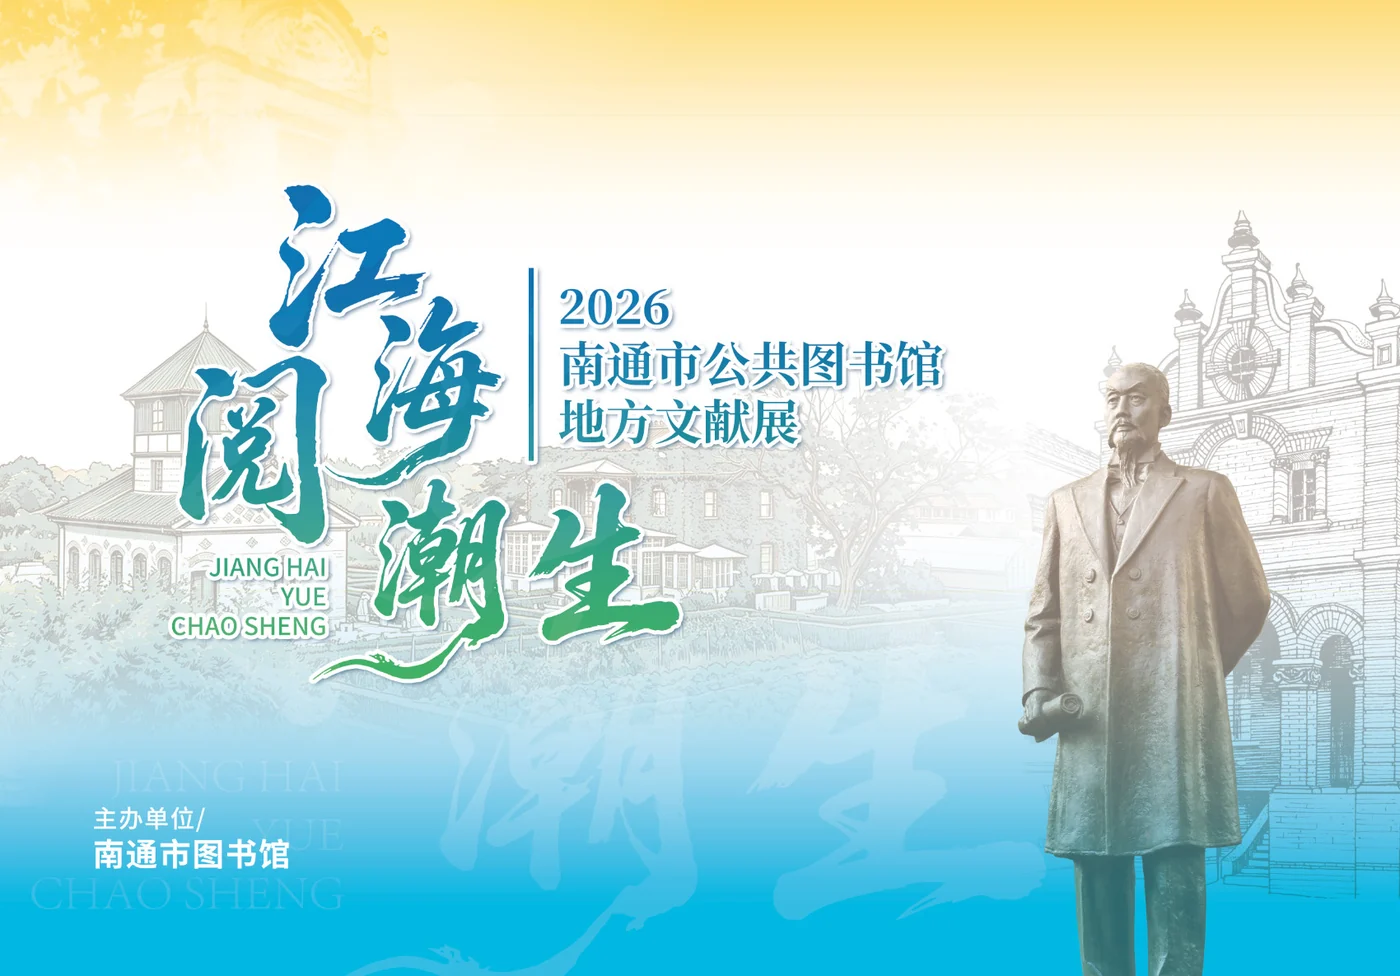 江海
阅
潮生
JIANG HAI
YUE
CHAO SHENG
2026
南通市公共图书馆
地方文献展
潮生
JIANG HAI
YUE
CHAO SHENG
主办单位/
南通市图书馆